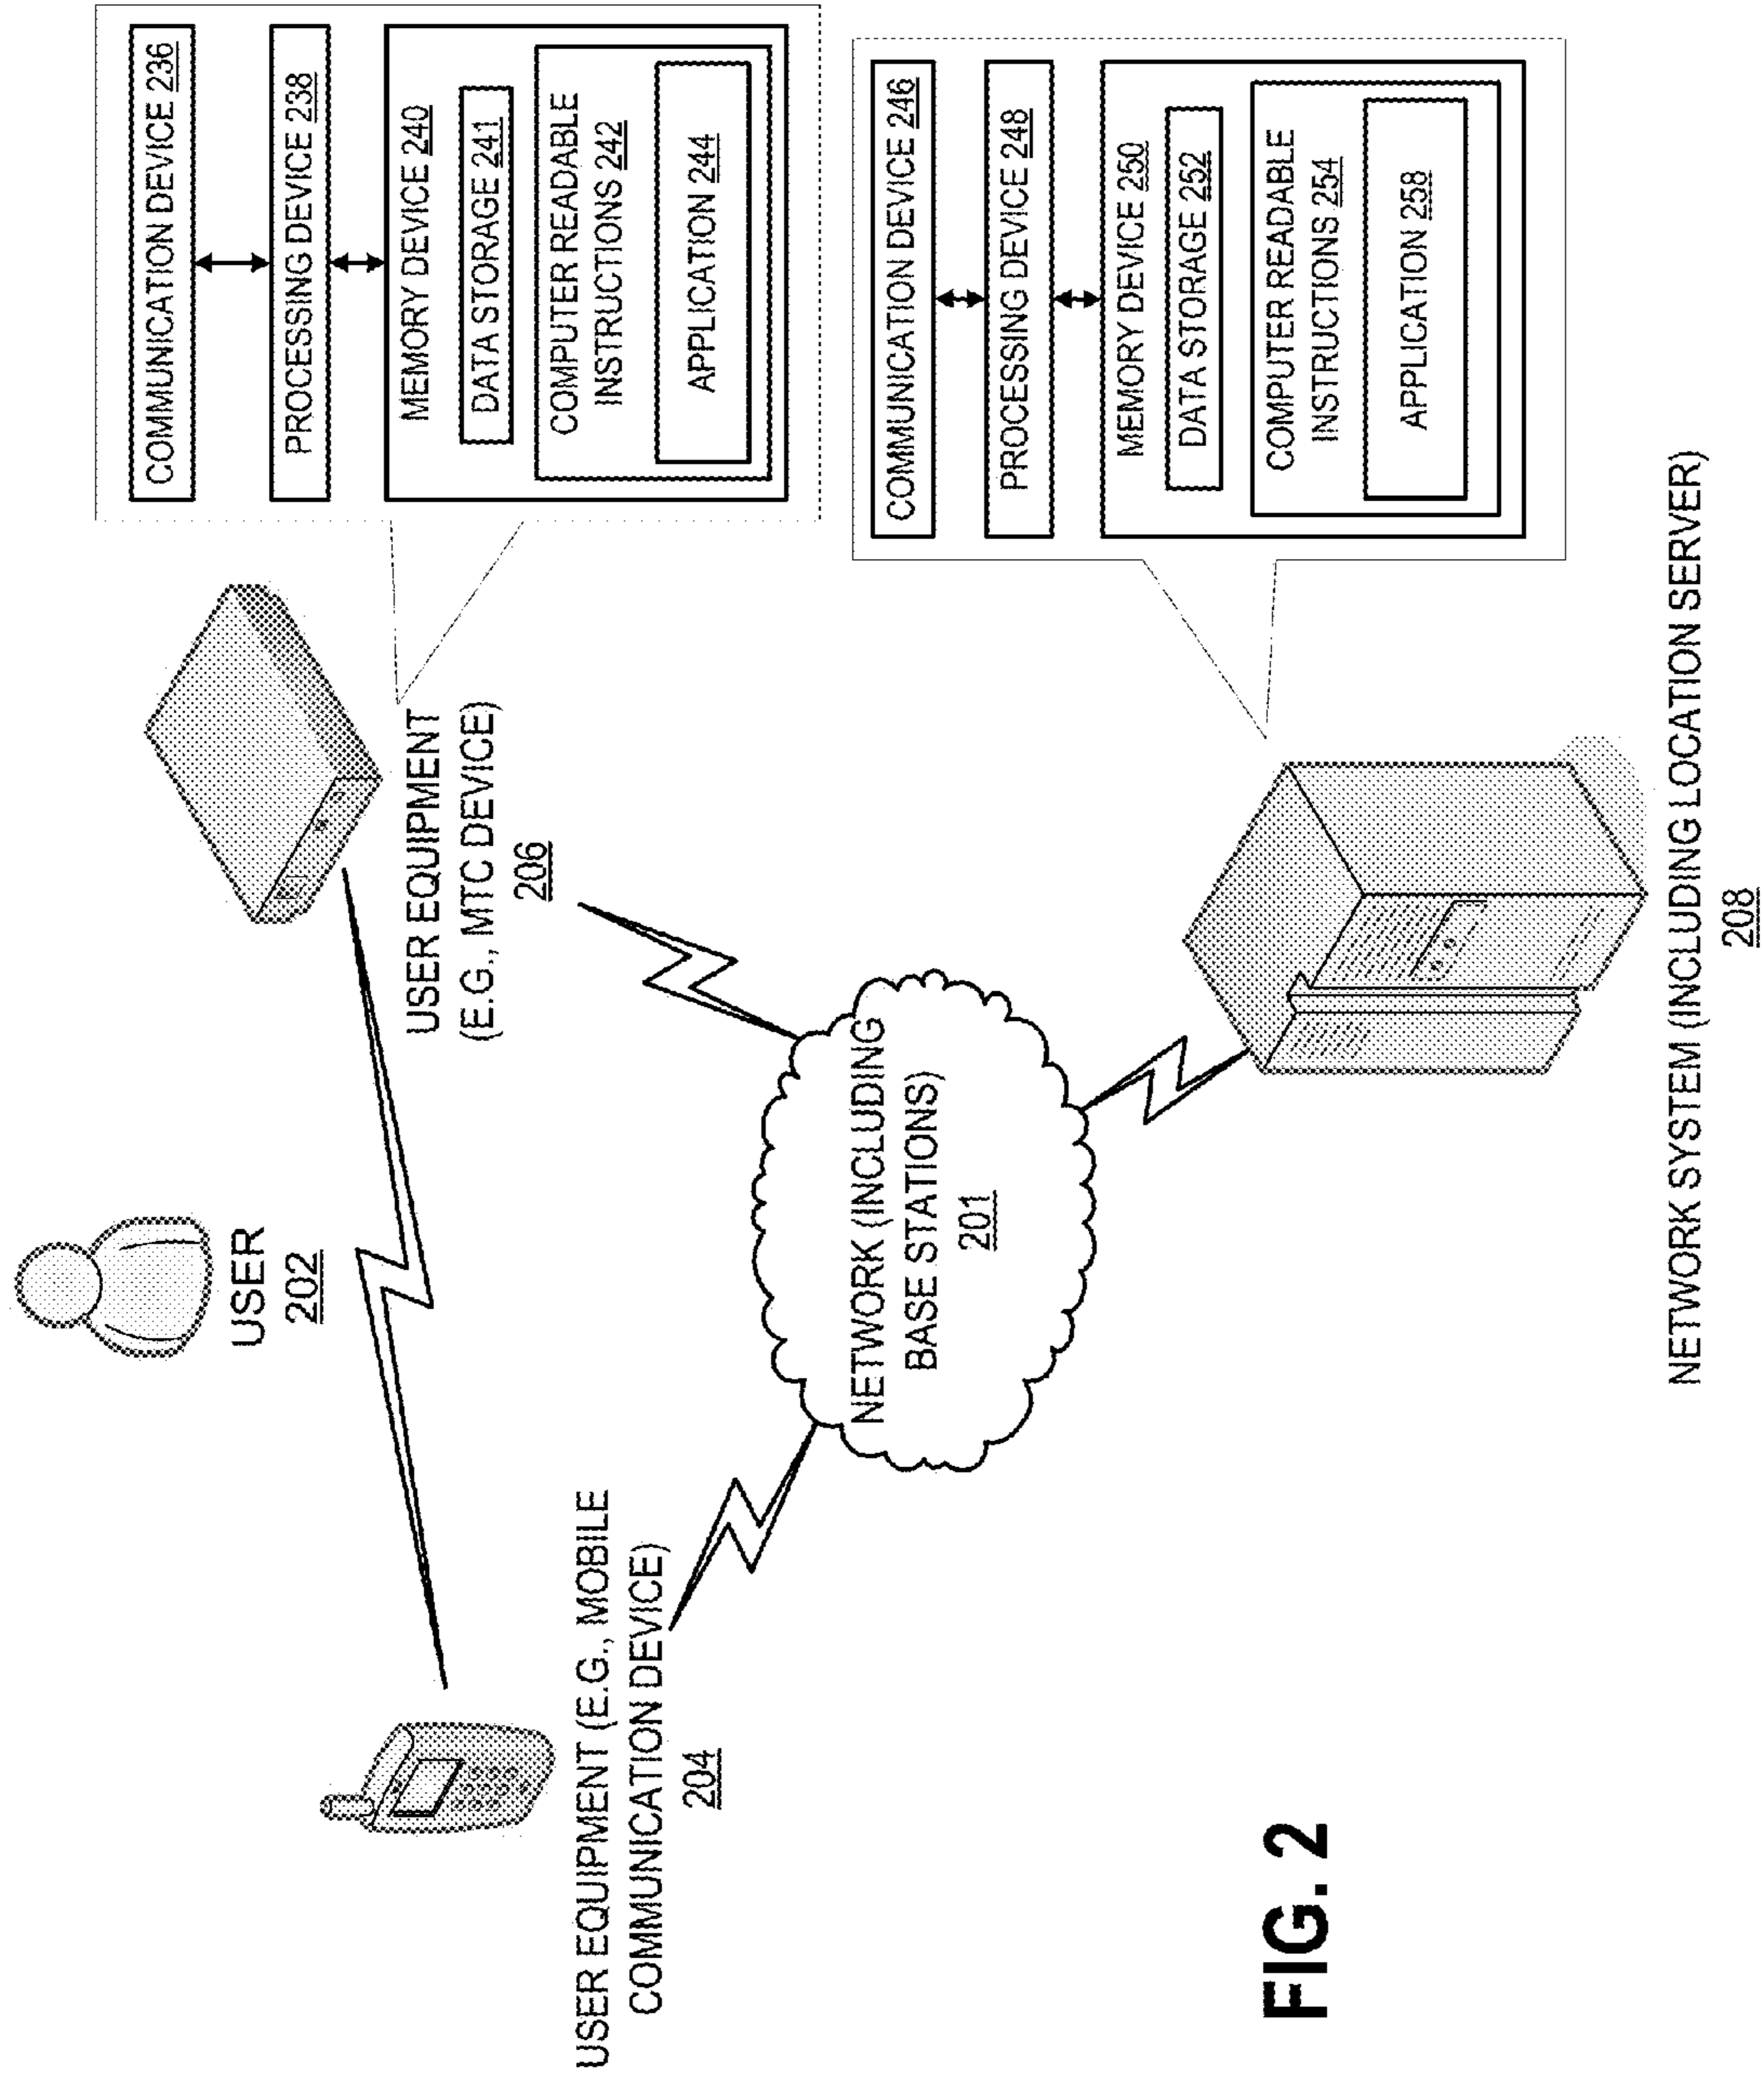 USER
202
USER EQUIPMENT (E.G., MOBILE
COMMUNICATION DEVICE)
204
USER EQUIPMENT
(E.G., MTC DEVICE)
206
COMMUNICATION DEVICE 236
PROCESSING DEVICE 238
MEMORY DEVICE 240
DATA STORAGE 241
COMPUTER READABLE
INSTRUCTIONS 242
APPLICATION 244
NETWORK (INCLUDING
BASE STATIONS)
201
COMMUNICATION DEVICE 246
PROCESSING DEVICE 248
MEMORY DEVICE 250
DATA STORAGE 252
COMPUTER READABLE
INSTRUCTIONS 254
APPLICATION 258
NETWORK SYSTEM (INCLUDING LOCATION SERVER)
208
FIG. 2